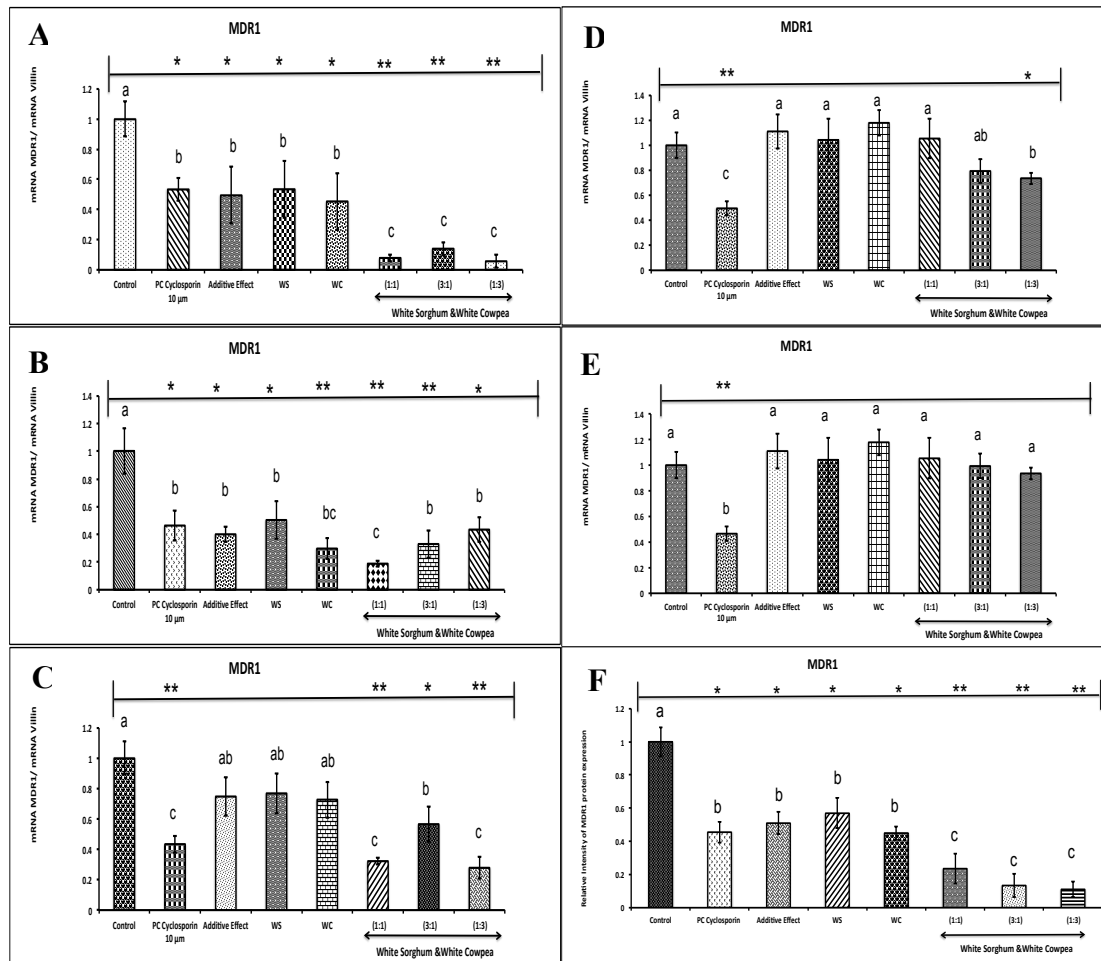 A
MDR1
* * * * ** ** **
mRNA MDR1/ mRNA Villin
1.2
1
0.8
0.6
0.4
0.2
0
a b b b b c c c
Control PC Cyclosporin Additive Effect WS WC (1:1) (3:1) (1:3)
10 µm
White Sorghum &White Cowpea
B
MDR1
* * * ** ** ** *
mRNA MDR1/ mRNA Villin
1.4
1.2
1
0.8
0.6
0.4
0.2
0
a b b b bc c b b
Control PC Cyclosporin Additive Effect WS WC (1:1) (3:1) (1:3)
10 µm
White Sorghum &White Cowpea
C
MDR1
** ** * **
mRNA MDR1/ mRNA Villin
1.2
1
0.8
0.6
0.4
0.2
0
a c ab ab ab c b c
Control PC Cyclosporin Additive Effect WS WC (1:1) (3:1) (1:3)
10 µm
White Sorghum &White Cowpea
D
MDR1
** *
mRNA MDR1/ mRNA Villin
1.4
1.2
1
0.8
0.6
0.4
0.2
0
a c a a a a ab b
Control PC Cyclosporin Additive Effect WS WC (1:1) (3:1) (1:3)
10 µm
White Sorghum &White Cowpea
E
MDR1
**
mRNA MDR1/ mRNA Villin
1.4
1.2
1
0.8
0.6
0.4
0.2
0
a b a a a a a a
Control PC Cyclosporin Additive Effect WS WC (1:1) (3:1) (1:3)
10 µm
White Sorghum &White Cowpea
F
MDR1
* * * * ** ** **
Relative Intensity of MDR1 protein expression
1.2
1
0.8
0.6
0.4
0.2
0
a b b b b c c c
Control PC Cyclosporin Additive Effect WS WC (1:1) (3:1) (1:3)
White Sorghum &White Cowpea